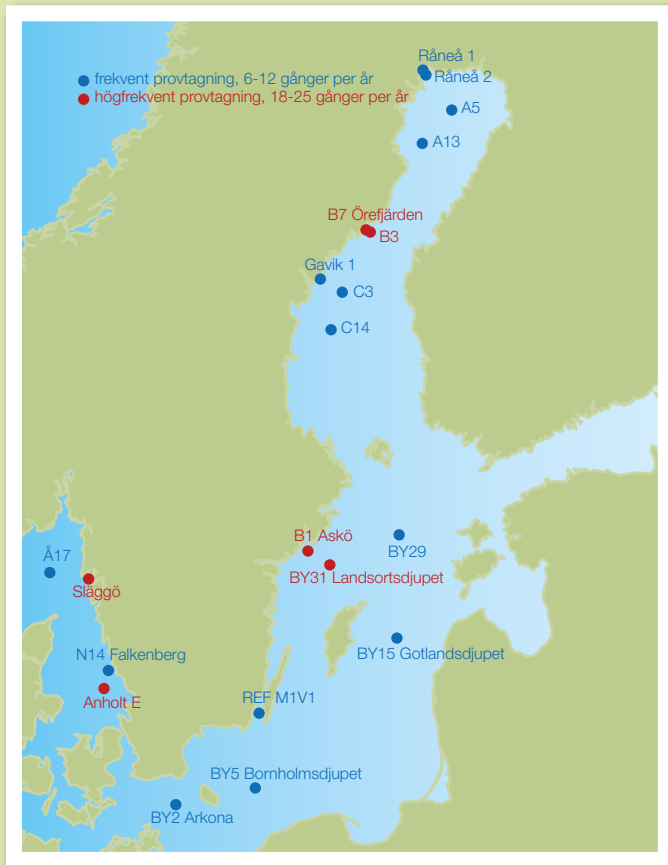 Råneå 1
frekvent provtagning, 6-12 gånger per år
Råneå 2
högfrekvent provtagning, 18-25 gånger per år
A5
A13
B7 Örefjärden
B3
Gavik 1
C3
C14
B1 Askö
BY29
Å17
BY31 Landsortsdjupet
Släggö
N14 Falkenberg
BY15 Gotlandsdjupet
Anholt E
REF M1V1
BY5 Bornholmsdjupet
BY2 Arkona